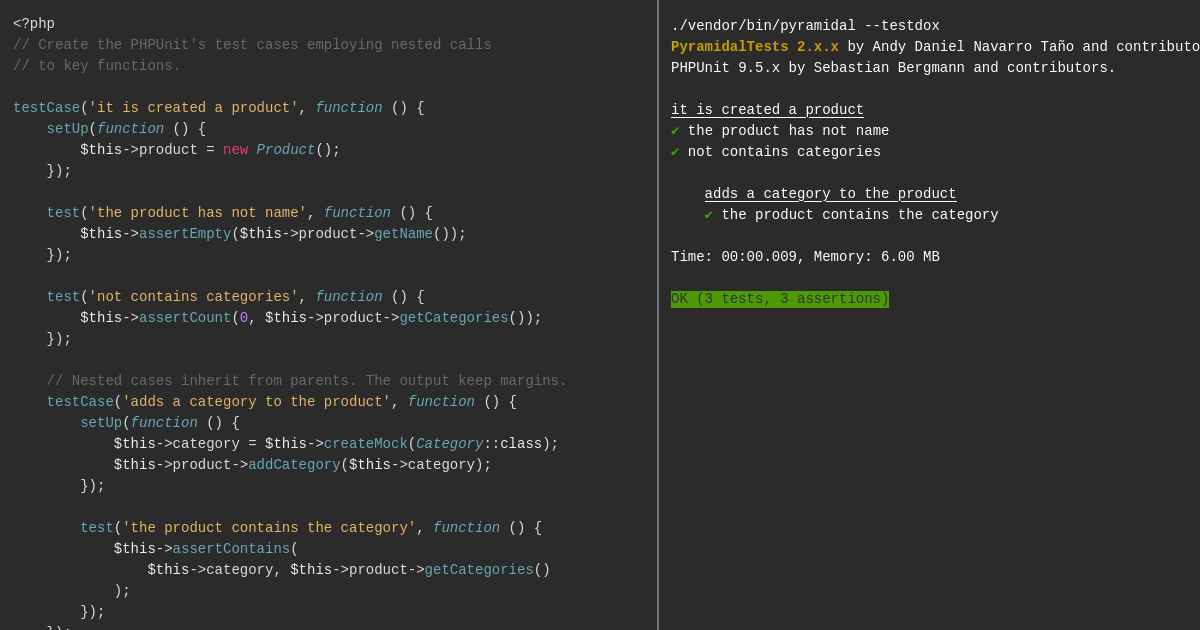 <?php
// Create the PHPUnit's test cases employing nested calls
// to key functions.
testCase('it is created a product', function () {
    setUp(function () {
        $this->product = new Product();
    });
    test('the product has not name', function () {
        $this->assertEmpty($this->product->getName());
    });
    test('not contains categories', function () {
        $this->assertCount(0, $this->product->getCategories());
    });
    // Nested cases inherit from parents. The output keep margins.
    testCase('adds a category to the product', function () {
        setUp(function () {
            $this->category = $this->createMock(Category::class);
            $this->product->addCategory($this->category);
        });
        test('the product contains the category', function () {
            $this->assertContains(
                $this->category, $this->product->getCategories()
            );
        });
    });
./vendor/bin/pyramidal --testdox
PyramidalTests 2.x.x by Andy Daniel Navarro Taño and contributo
PHPUnit 9.5.x by Sebastian Bergmann and contributors.
it is created a product
✔ the product has not name
✔ not contains categories
    adds a category to the product
    ✔ the product contains the category
Time: 00:00.009, Memory: 6.00 MB
OK (3 tests, 3 assertions)